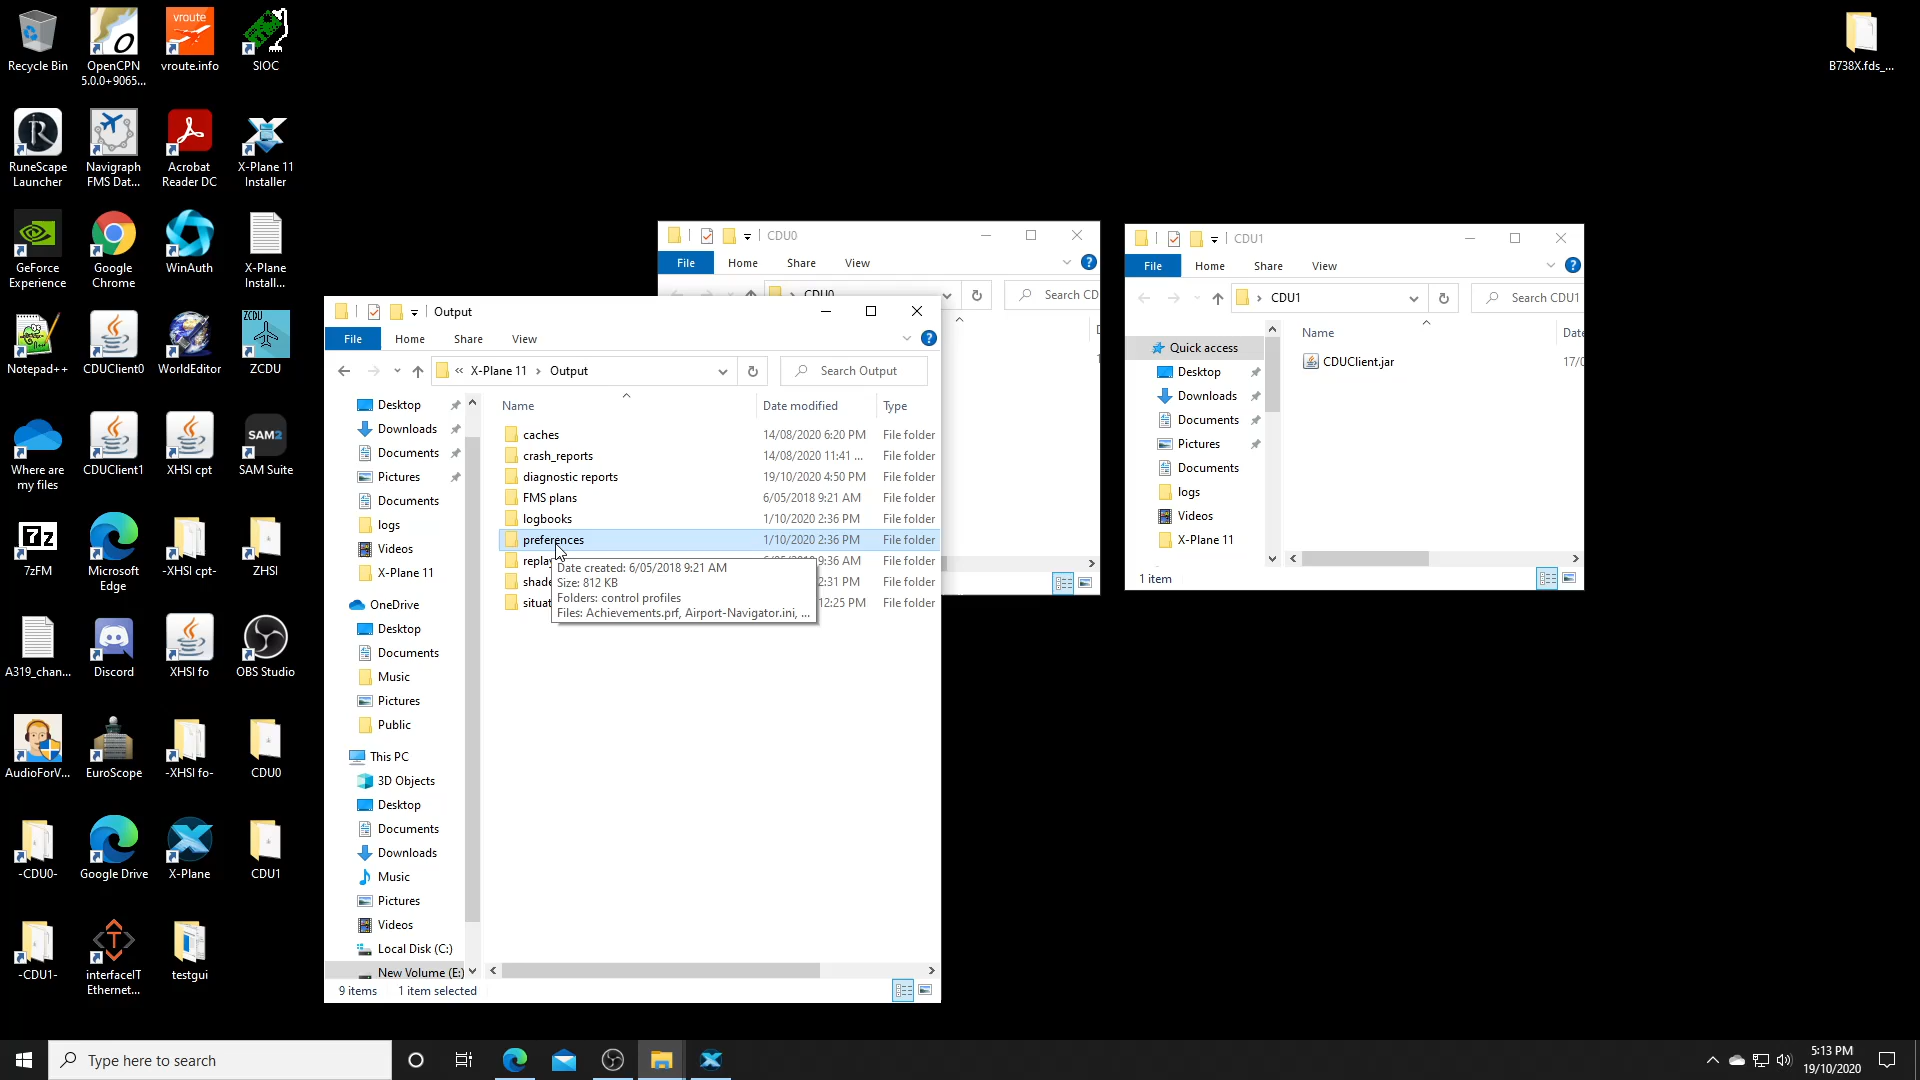 Recycle Bin
OpenCPN
5.0.0+9065...
vroute
vroute.info
SIOC
B738X.fds_...
RuneScape
Launcher
Navigraph
FMS Dat...
Acrobat
Reader DC
X-Plane 11
Installer
GeForce
Experience
Google
Chrome
WinAuth
X-Plane
Install...
Notepad++
CDUClient0
WorldEditor
ZCDU
ZCDU
Where are
my files
CDUClient1
XHSI cpt
SAM2
SAM Suite
7z
7zFM
Microsoft
Edge
-XHSI cpt-
ZHSI
A319_chan...
Discord
XHSI fo
OBS Studio
AudioForV...
EuroScope
-XHSI fo-
CDU0
-CDU0-
Google Drive
X-Plane
CDU1
-CDU1-
interfaceIT
Ethernet...
testgui
CDU0
File
Home
Share
View
CDU0
Search CD
CDU1
File
Home
Share
View
CDU1
Search CDU1
Quick access
Desktop
Downloads
Documents
Pictures
Documents
logs
Videos
X-Plane 11
Name
Date
CDUClient.jar
17/0
1 item
Output
File
Home
Share
View
X-Plane 11
Output
Search Output
Desktop
Downloads
Documents
Pictures
Documents
logs
Videos
X-Plane 11
OneDrive
Desktop
Documents
Music
Pictures
Public
This PC
3D Objects
Desktop
Documents
Downloads
Music
Pictures
Videos
Local Disk (C:)
New Volume (E:)
Name
Date modified
Type
caches
14/08/2020 6:20 PM
File folder
crash_reports
14/08/2020 11:41 ...
File folder
diagnostic reports
19/10/2020 4:50 PM
File folder
FMS plans
6/05/2018 9:21 AM
File folder
logbooks
1/10/2020 2:36 PM
File folder
preferences
1/10/2020 2:36 PM
File folder
replay
9:36 AM
File folder
shade
2:31 PM
File folder
situat
12:25 PM
File folder
Date created: 6/05/2018 9:21 AM
Size: 812 KB
Folders: control profiles
Files: Achievements.prf, Airport-Navigator.ini, ...
9 items
1 item selected
Type here to search
5:13 PM
19/10/2020